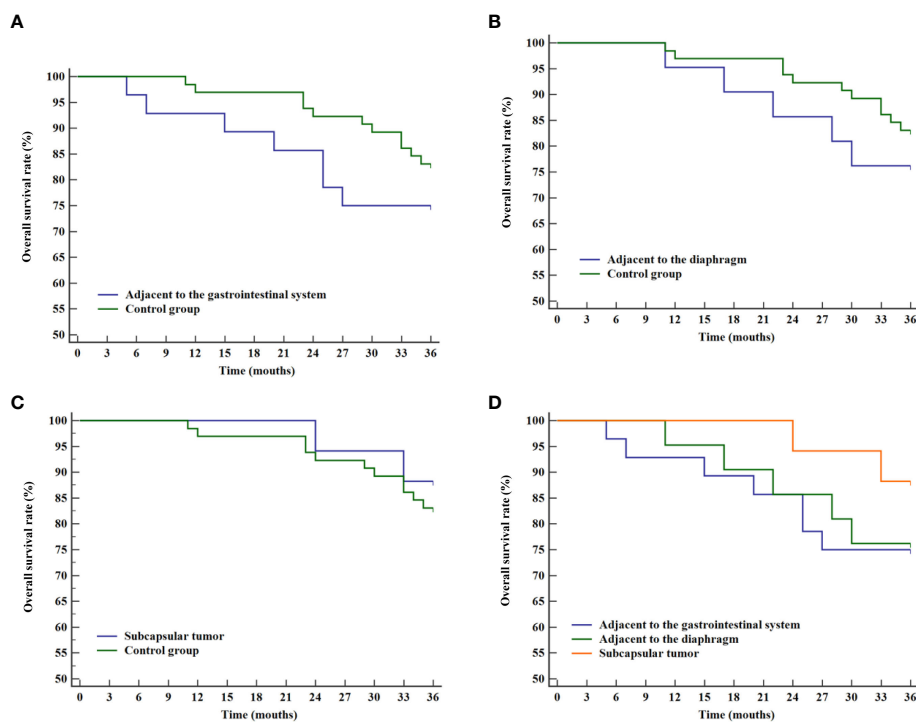 A
Overall survival rate (%)
100
95
90
85
80
75
70
65
60
55
50
Adjacent to the gastrointestinal system
Control group
0 3 6 9 12 15 18 21 24 27 30 33 36
Time (mouths)
B
Overall survival rate (%)
100
95
90
85
80
75
70
65
60
55
50
Adjacent to the diaphragm
Control group
0 3 6 9 12 15 18 21 24 27 30 33 36
Time (mouths)
C
Overall survival rate (%)
100
95
90
85
80
75
70
65
60
55
50
Subcapsular tumor
Control group
0 3 6 9 12 15 18 21 24 27 30 33 36
Time (mouths)
D
Overall survival rate (%)
100
95
90
85
80
75
70
65
60
55
50
Adjacent to the gastrointestinal system
Adjacent to the diaphragm
Subcapsular tumor
0 3 6 9 12 15 18 21 24 27 30 33 36
Time (mouths)